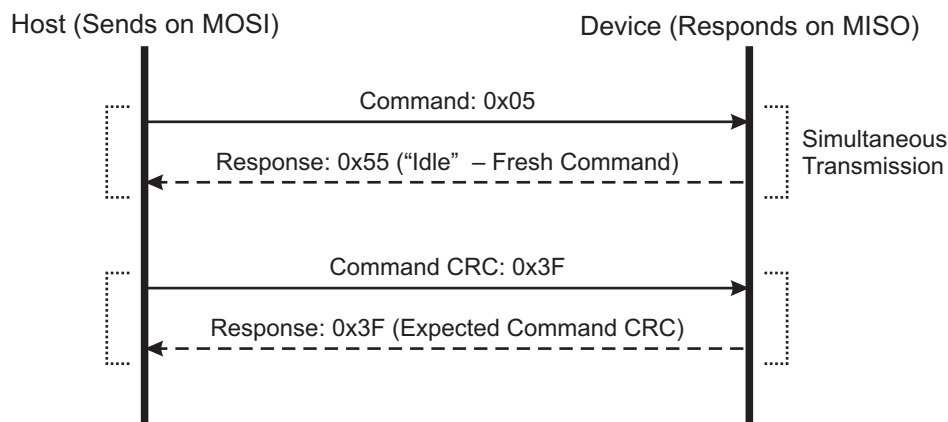 Host (Sends on MOSI)
Device (Responds on MISO)
Command: 0x05
Simultaneous
Transmission
Response: 0x55 (“Idle” – Fresh Command)
Command CRC: 0x3F
Response: 0x3F (Expected Command CRC)